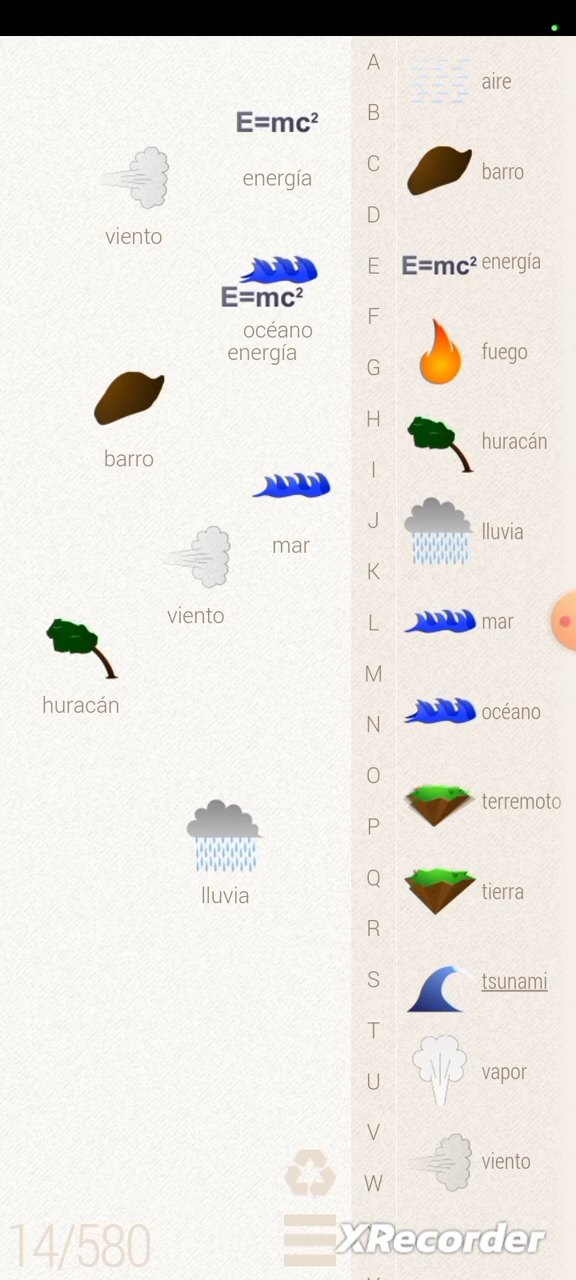 E=mc²
energía
viento
E=mc²
océano
energía
barro
mar
viento
huracán
lluvia
14/580
A
B
C
D
E
F
G
H
I
J
K
L
M
N
O
P
Q
R
S
T
U
V
W
aire
barro
E=mc² energía
fuego
huracán
lluvia
mar
océano
terremoto
tierra
tsunami
vapor
viento
XRecorder